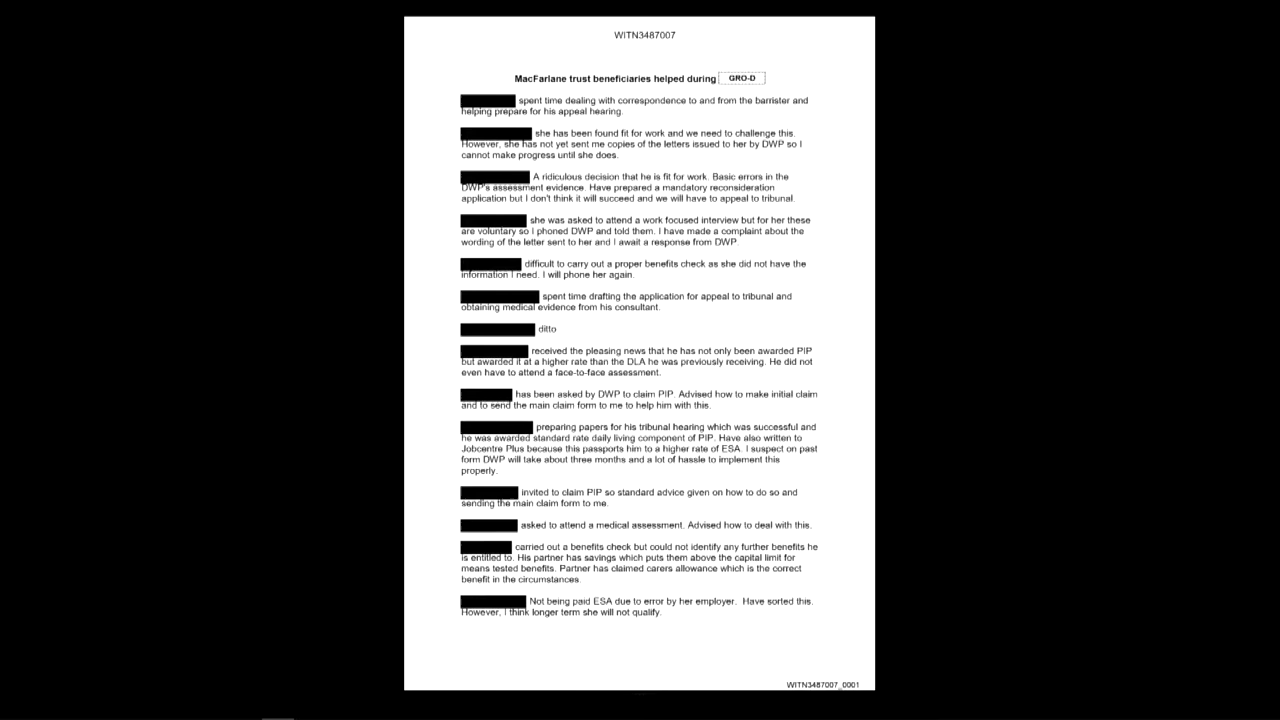 WITN3487007
MacFarlane trust beneficiaries helped during GRO-D
spent time dealing with correspondence to and from the barrister and
helping prepare for his appeal hearing.
she has been found fit for work and we need to challenge this.
However, she has not yet sent me copies of the letters issued to her by DWP so I
cannot make progress until she does.
A ridiculous decision that he is fit for work. Basic errors in the
DWP's assessment evidence. Have prepared a mandatory reconsideration
application but I don't think it will succeed and we will have to appeal to tribunal.
she was asked to attend a work focused interview but for her these
are voluntary so I phoned DWP and told them. I have made a complaint about the
wording of the letter sent to her and I await a response from DWP.
difficult to carry out a proper benefits check as she did not have the
information I need. I will phone her again.
spent time drafting the application for appeal to tribunal and
obtaining medical evidence from his consultant.
ditto
received the pleasing news that he has not only been awarded PIP
but awarded it at a higher rate than the DLA he was previously receiving. He did not
even have to attend a face-to-face assessment.
has been asked by DWP to claim PIP. Advised how to make initial claim
and to send the main claim form to me to help him with this.
preparing papers for his tribunal hearing which was successful and
he was awarded standard rate daily living component of PIP. Have also written to
Jobcentre Plus because this passports him to a higher rate of ESA. I suspect on past
form DWP will take about three months and a lot of hassle to implement this
properly.
invited to claim PIP so standard advice given on how to do so and
sending the main claim form to me.
asked to attend a medical assessment. Advised how to deal with this.
carried out a benefits check but could not identify any further benefits he
is entitled to. His partner has savings which puts them above the capital limit for
means tested benefits. Partner has claimed carers allowance which is the correct
benefit in the circumstances.
Not being paid ESA due to error by her employer. Have sorted this.
However, I think longer term she will not qualify.
WITN3487007_0001